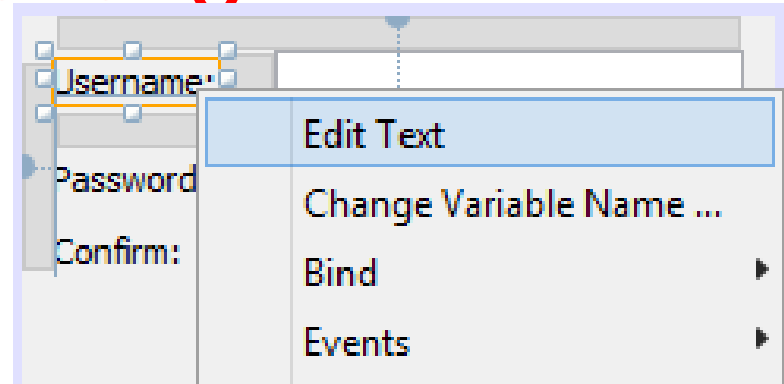 Username:
Edit Text
Password
Change Variable Name ...
Confirm:
Bind
Events